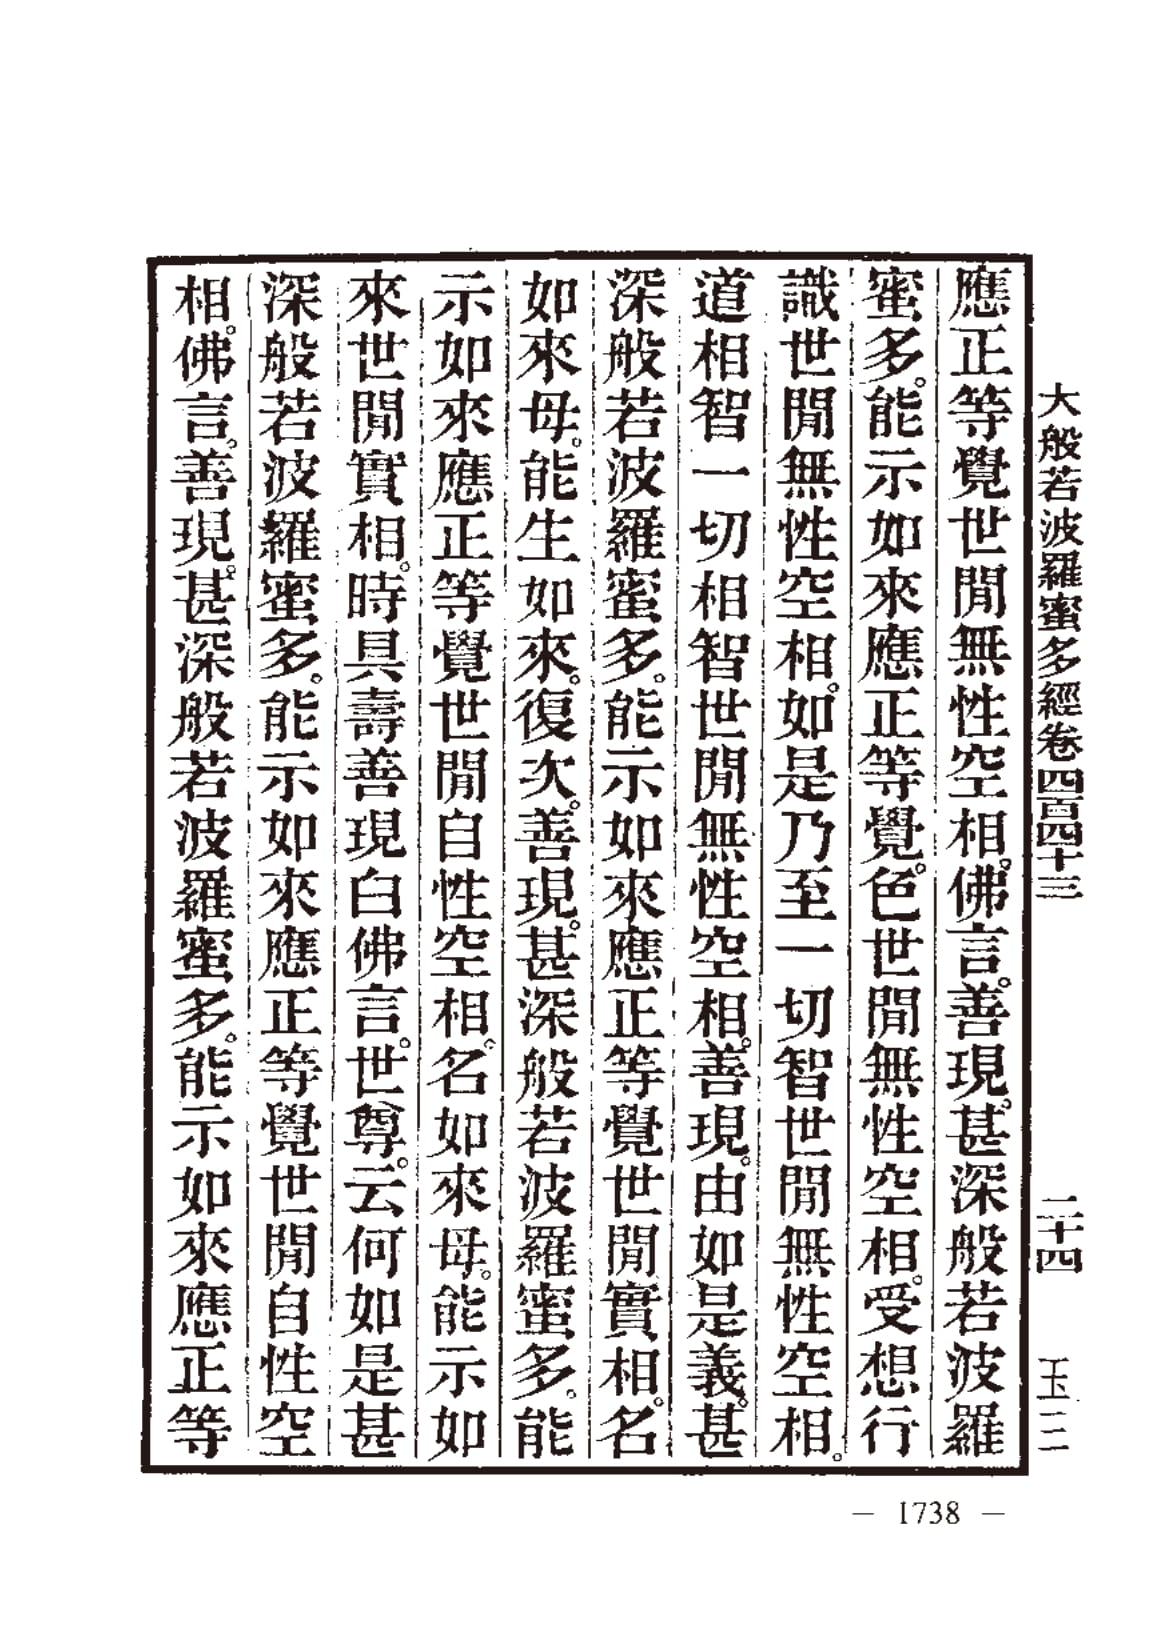 大般若波羅蜜多經卷四百四十三 二十四 玉三
應正等覺世間無性空相。佛言。善現。甚深般若波羅
蜜多。能示如來應正等覺。色世間無性空相。受想行
識世間無性空相。如是乃至一切智世間無性空相。
道相智一切相智世間無性空相。善現。由如是義。甚
深般若波羅蜜多。能示如來應正等覺世間實相。名
如來母。能生如來。復次。善現。甚深般若波羅蜜多。能
示如來應正等覺世間自性空相。名如來母。能示如
來世間實相。時具壽善現白佛言。世尊。云何如是甚
深般若波羅蜜多。能示如來應正等覺世間自性空
相。佛言。善現。甚深般若波羅蜜多。能示如來應正等
— 1738 —